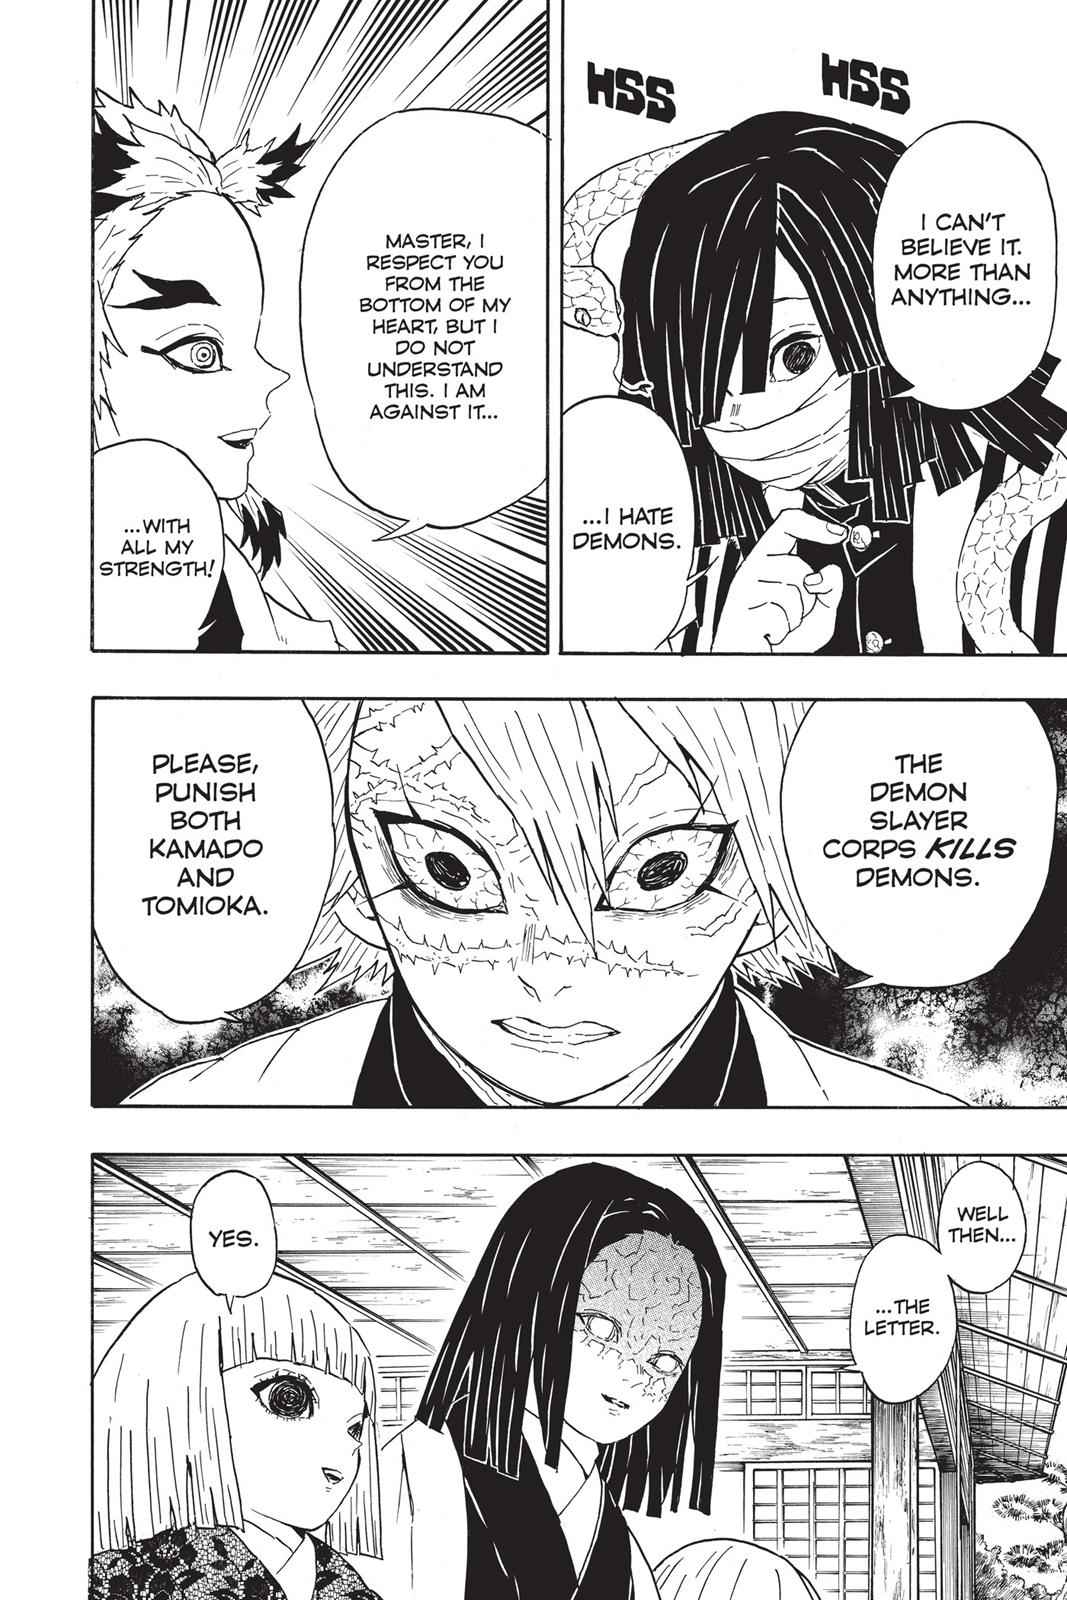 HSS
HSS
I CAN'T
BELIEVE IT.
MORE THAN
ANYTHING...
...I HATE
DEMONS.
MASTER, I
RESPECT YOU
FROM THE
BOTTOM OF MY
HEART, BUT I
DO NOT
UNDERSTAND
THIS. I AM
AGAINST IT...
...WITH
ALL MY
STRENGTH!
THE
DEMON
SLAYER
CORPS KILLS
DEMONS.
PLEASE,
PUNISH
BOTH
KAMADO
AND
TOMIOKA.
WELL
THEN...
...THE
LETTER.
YES.